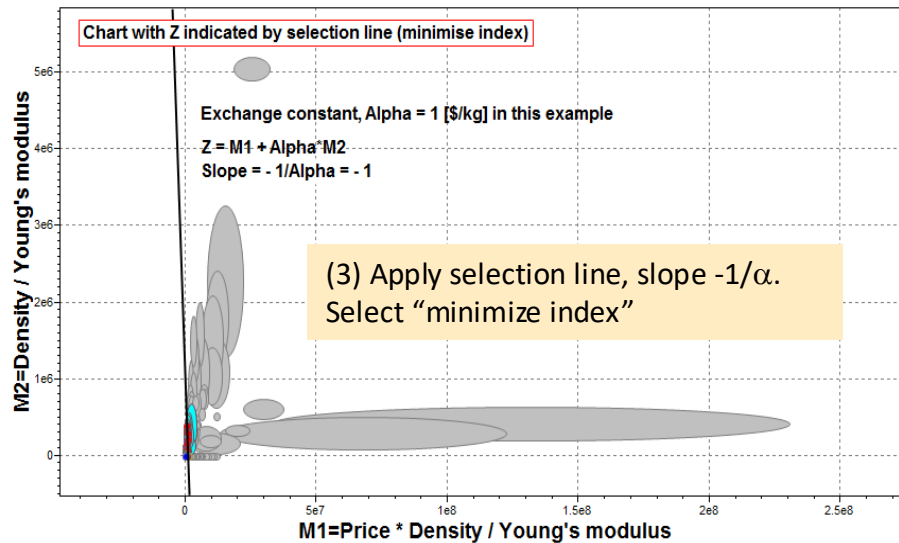 Chart with Z indicated by selection line (minimise index)
5e6
Exchange constant, Alpha = 1 [$/kg] in this example
4e6
Z = M1 + Alpha*M2
Slope = - 1/Alpha = - 1
3e6
(3) Apply selection line, slope -1/α.
Select “minimize index”
2e6
1e6
0
M2=Density / Young's modulus
0
5e7
1e8
1.5e8
2e8
2.5e8
M1=Price * Density / Young's modulus